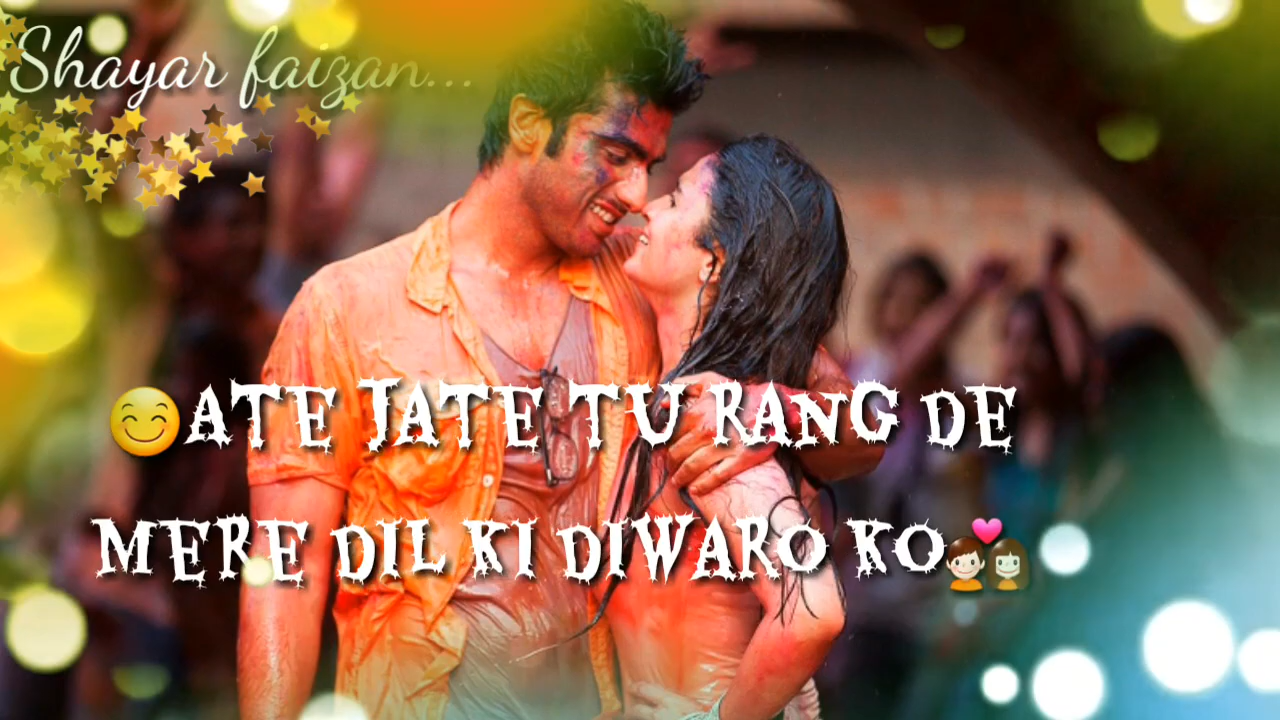 Shayar faizan...
😊ATE JATE TU RANG DE
MERE DIL KI DIWARO KO💑